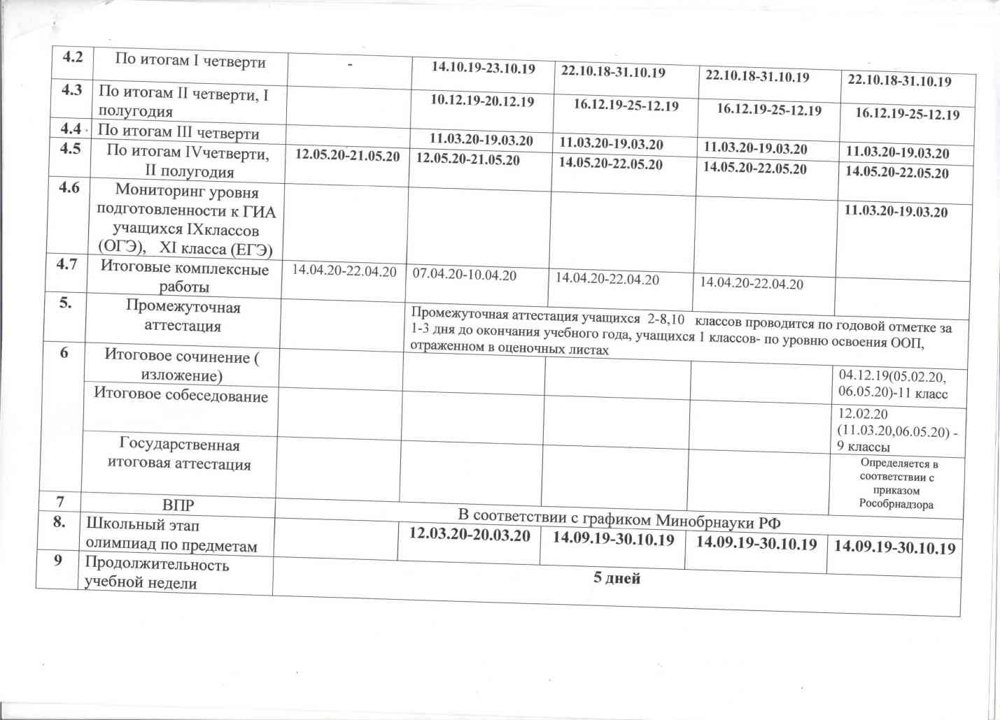 4.2 По итогам I четверти - 14.10.19-23.10.19 22.10.18-31.10.19 22.10.18-31.10.19 22.10.18-31.10.19
4.3 По итогам II четверти, I 10.12.19-20.12.19 16.12.19-25-12.19 16.12.19-25-12.19 16.12.19-25-12.19
полугодия
4.4 По итогам III четверти 11.03.20-19.03.20 11.03.20-19.03.20 11.03.20-19.03.20 11.03.20-19.03.20
4.5 По итогам IVчетверти, 12.05.20-21.05.20 12.05.20-21.05.20 14.05.20-22.05.20 14.05.20-22.05.20 14.05.20-22.05.20
II полугодия
4.6 Мониторинг уровня 11.03.20-19.03.20
подготовленности к ГИА
учащихся IXклассов
(ОГЭ), XI класса (ЕГЭ)
4.7 Итоговые комплексные 14.04.20-22.04.20 07.04.20-10.04.20 14.04.20-22.04.20 14.04.20-22.04.20
работы
5. Промежуточная Промежуточная аттестация учащихся 2-8,10 классов проводится по годовой отметке за
аттестация 1-3 дня до окончания учебного года, учащихся 1 классов- по уровню освоения ООП,
отраженном в оценочных листах
6 Итоговое сочинение ( 04.12.19(05.02.20,
изложение) 06.05.20)-11 класс
Итоговое собеседование 12.02.20
(11.03.20,06.05.20) -
9 классы
Государственная Определяется в
итоговая аттестация соответствии с
приказом
Рособрнадзора
7 ВПР В соответствии с графиком Минобрнауки РФ
8. Школьный этап 12.03.20-20.03.20 14.09.19-30.10.19 14.09.19-30.10.19 14.09.19-30.10.19
олимпиад по предметам
9 Продолжительность 5 дней
учебной недели